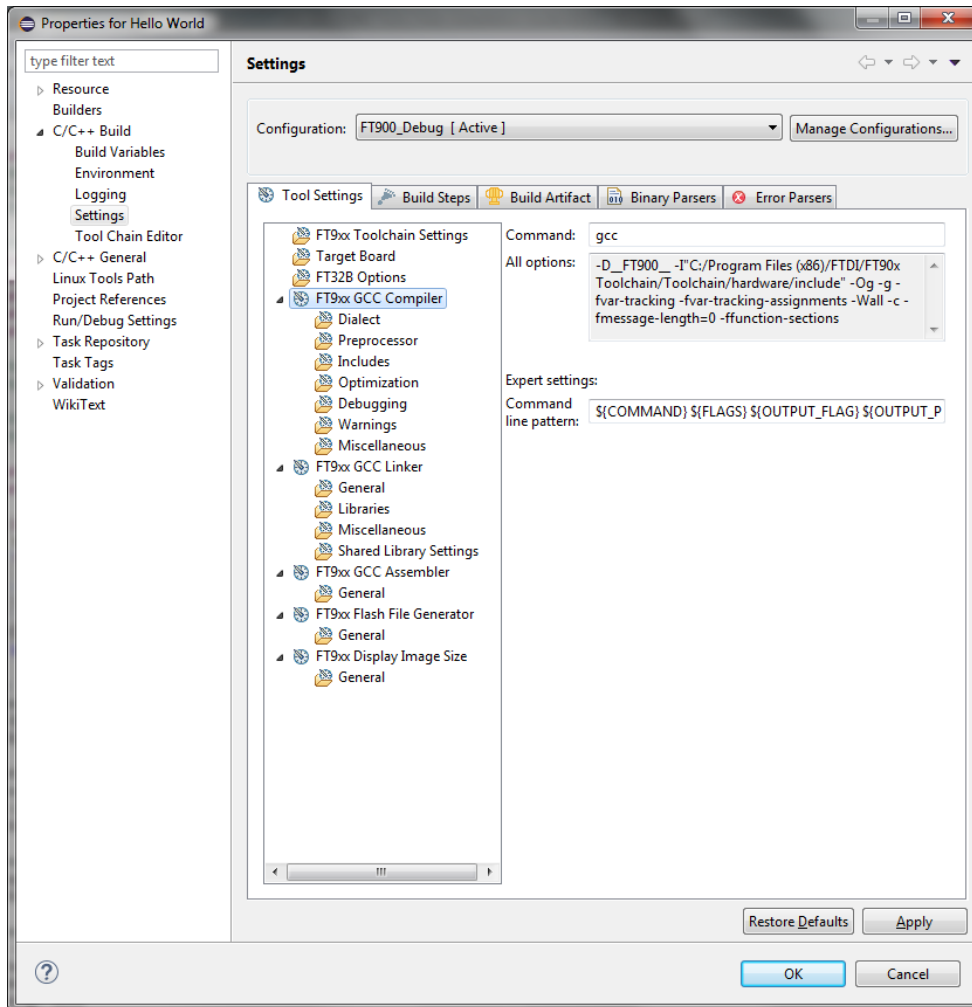 Properties for Hello World
type filter text
Resource
Builders
C/C++ Build
Build Variables
Environment
Logging
Settings
Tool Chain Editor
C/C++ General
Linux Tools Path
Project References
Run/Debug Settings
Task Repository
Task Tags
Validation
WikiText
Settings
Configuration: FT900_Debug [ Active ] Manage Configurations...
Tool Settings Build Steps Build Artifact Binary Parsers Error Parsers
FT9xx Toolchain Settings
Target Board
FT32B Options
FT9xx GCC Compiler
Dialect
Preprocessor
Includes
Optimization
Debugging
Warnings
Miscellaneous
FT9xx GCC Linker
General
Libraries
Miscellaneous
Shared Library Settings
FT9xx GCC Assembler
General
FT9xx Flash File Generator
General
FT9xx Display Image Size
General
Command: gcc
All options: -D__FT900__ -I"C:/Program Files (x86)/FTDI/FT90x
Toolchain/Toolchain/hardware/include" -Og -g -
fvar-tracking -fvar-tracking-assignments -Wall -c -
fmessage-length=0 -ffunction-sections
Expert settings:
Command
line pattern: ${COMMAND} ${FLAGS} ${OUTPUT_FLAG} ${OUTPUT_P
Restore Defaults Apply
OK Cancel